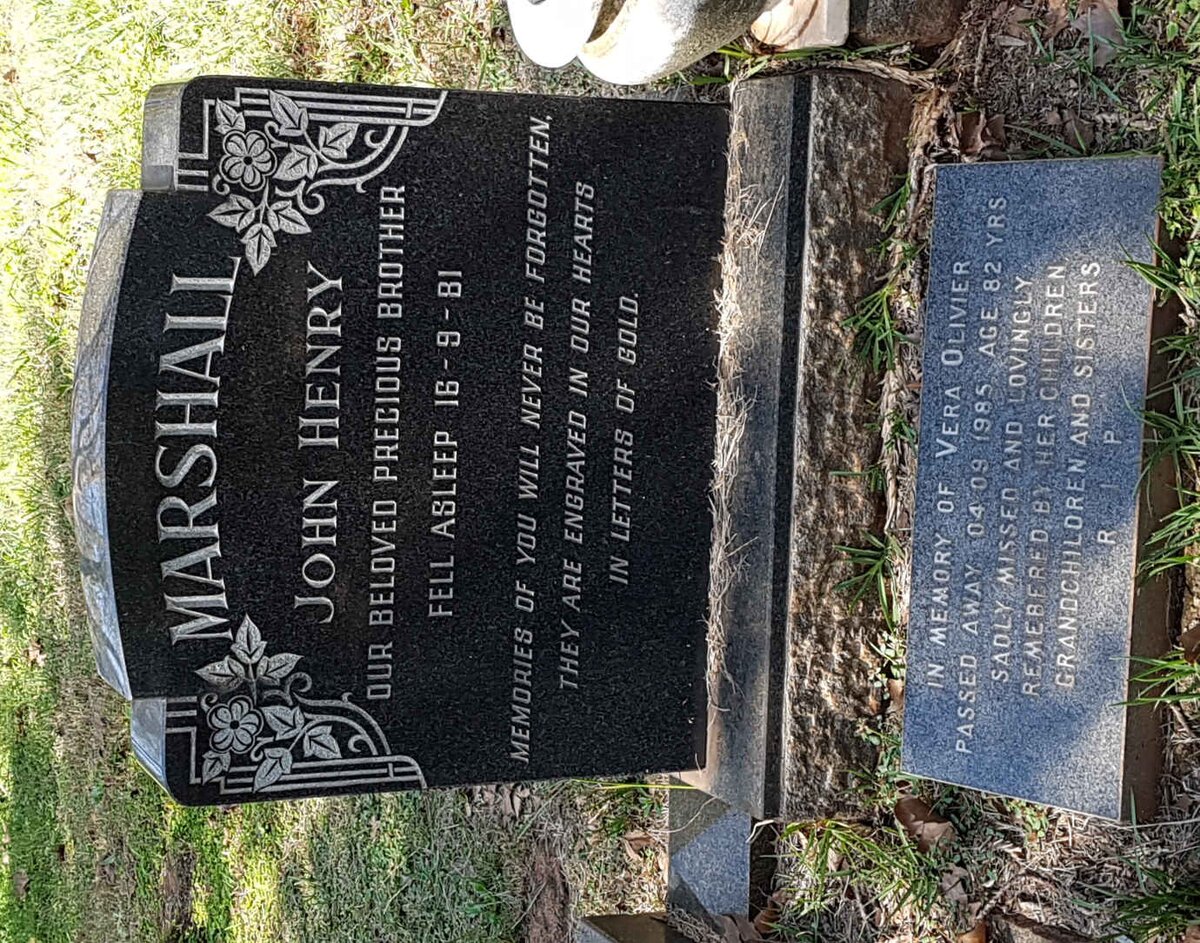 MARSHALL
JOHN HENRY
OUR BELOVED PRECIOUS BROTHER
FELL ASLEEP 16-9-81
MEMORIES OF YOU WILL NEVER BE FORGOTTEN,
THEY ARE ENGRAVED IN OUR HEARTS
IN LETTERS OF GOLD.
IN MEMORY OF VERA OLIVIER
PASSED AWAY 04 09 1985 AGE 82 YRS
SADLY MISSED AND LOVINGLY
REMEBERED BY HER CHILDREN
GRANDCHILDREN AND SISTERS
R I P